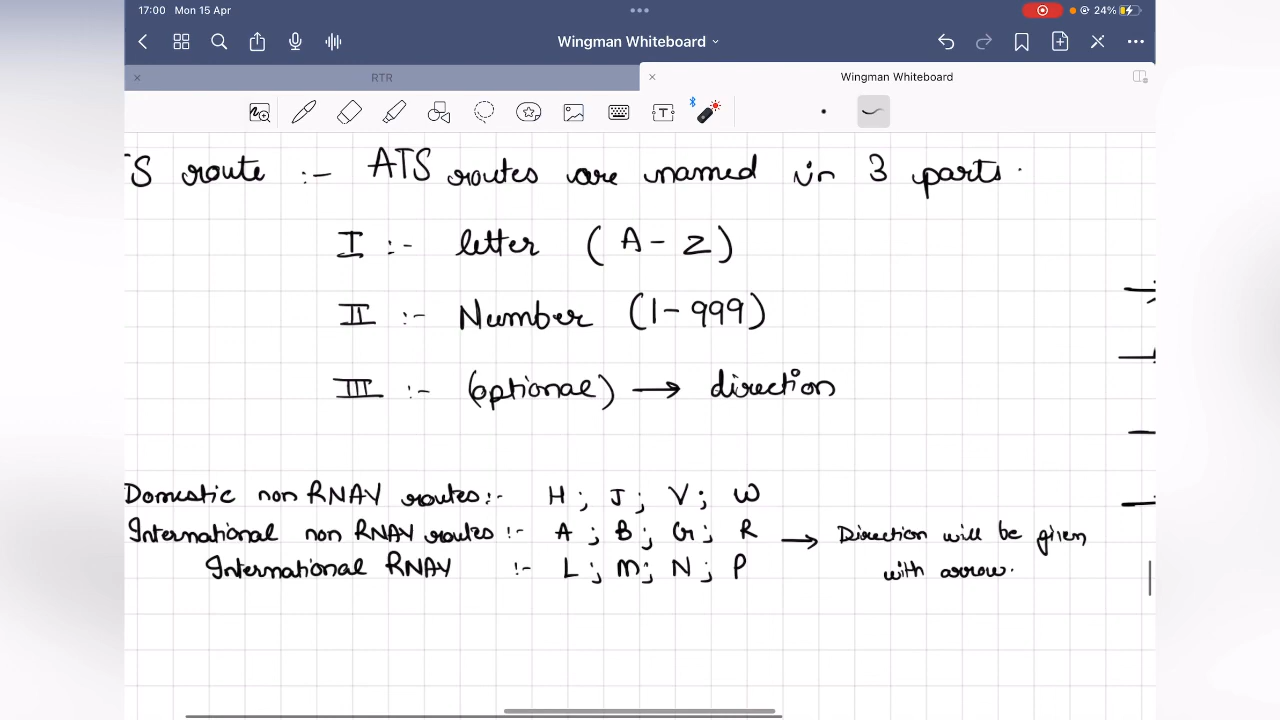 17:00 Mon 15 Apr
24%
Wingman Whiteboard
RTR
Wingman Whiteboard
S route :- ATS routes are named in 3 parts.
I :- letter (A - Z)
II :- Number (1 - 999)
III :- (optional) → direction
Domestic non RNAV routes :- H ; J ; V ; W
International non RNAV routes :- A ; B ; G ; R → Direction will be given
International RNAV :- L ; M ; N ; P with arrow.